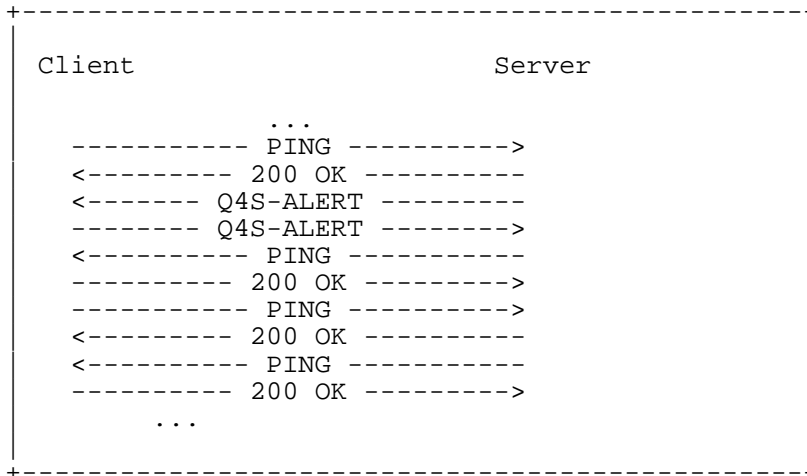 +------------------------------------------------
|
| Client                              Server
|
|                    ...
|    ----------- PING ---------->
|    <--------- 200 OK ----------
|    <------- Q4S-ALERT ---------
|    -------- Q4S-ALERT -------->
|    <---------- PING -----------
|    ---------- 200 OK --------->
|    ----------- PING ---------->
|    <--------- 200 OK ----------
|    <---------- PING -----------
|    ---------- 200 OK --------->
|          ...
|
+------------------------------------------------